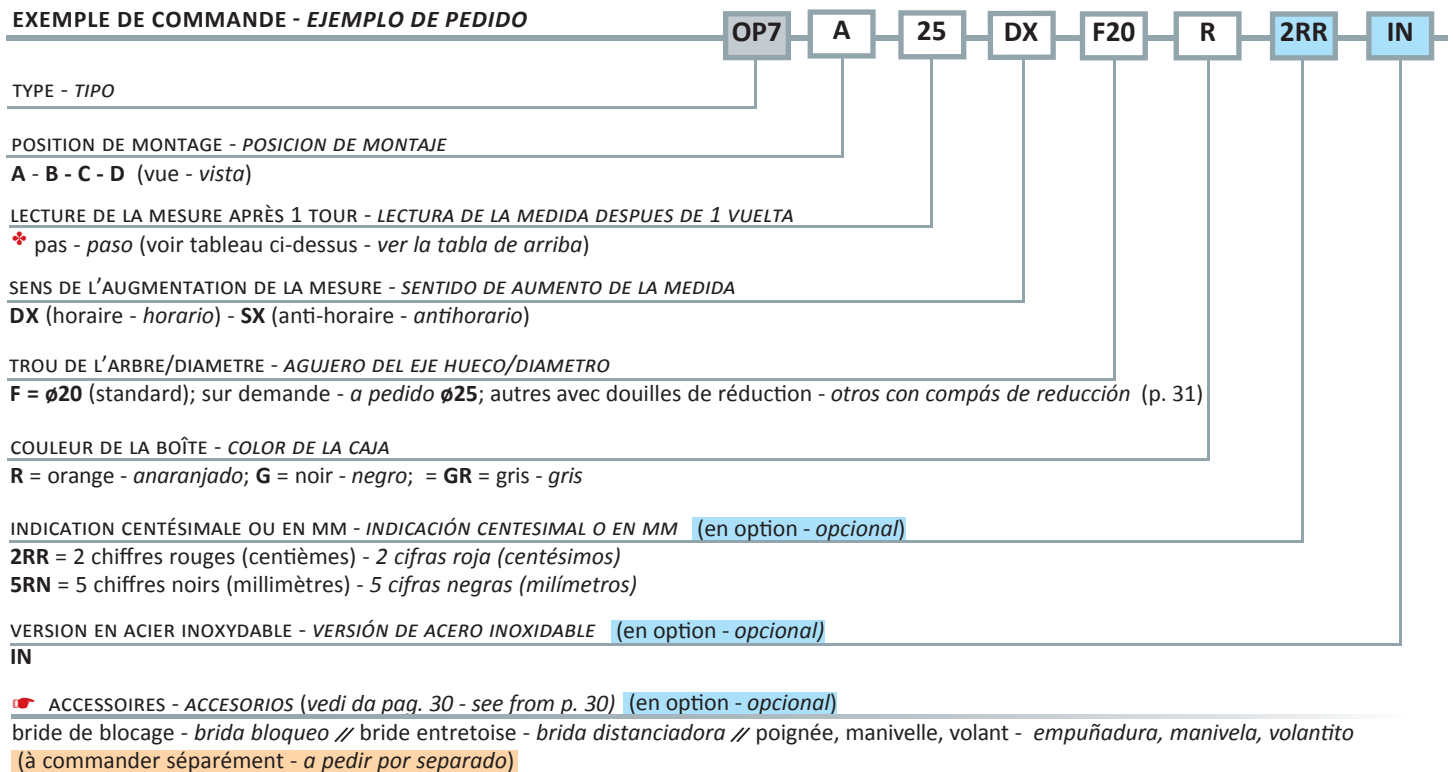 EXEMPLE DE COMMANDE - EJEMPLO DE PEDIDO
OP7 A 25 DX F20 R 2RR IN
TYPE - TIPO
POSITION DE MONTAGE - POSICION DE MONTAJE
A - B - C - D (vue - vista)
LECTURE DE LA MESURE APRÈS 1 TOUR - LECTURA DE LA MEDIDA DESPUES DE 1 VUELTA
✤ pas - paso (voir tableau ci-dessus - ver la tabla de arriba)
SENS DE L'AUGMENTATION DE LA MESURE - SENTIDO DE AUMENTO DE LA MEDIDA
DX (horaire - horario) - SX (anti-horaire - antihorario)
TROU DE L'ARBRE/DIAMETRE - AGUJERO DEL EJE HUECO/DIAMETRO
F = ø20 (standard); sur demande - a pedido ø25; autres avec douilles de réduction - otros con compás de reducción (p. 31)
COULEUR DE LA BOÎTE - COLOR DE LA CAJA
R = orange - anaranjado; G = noir - negro; = GR = gris - gris
INDICATION CENTÉSIMALE OU EN MM - INDICACIÓN CENTESIMAL O EN MM (en option - opcional)
2RR = 2 chiffres rouges (centièmes) - 2 cifras roja (centésimos)
5RN = 5 chiffres noirs (millimètres) - 5 cifras negras (milímetros)
VERSION EN ACIER INOXYDABLE - VERSIÓN DE ACERO INOXIDABLE (en option - opcional)
IN
☛ ACCESSOIRES - ACCESORIOS (vedi da pag. 30 - see from p. 30) (en option - opcional)
bride de blocage - brida bloqueo // bride entretoise - brida distanciadora // poignée, manivelle, volant - empuñadura, manivela, volantito
(à commander séparément - a pedir por separado)